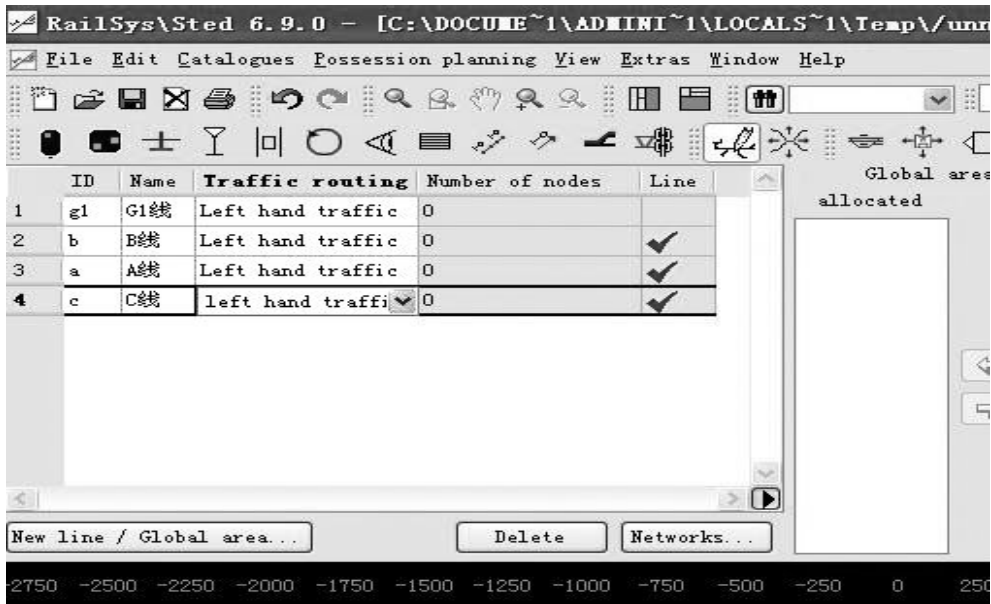 RailSys\Sted 6.9.0 - [C:\DOCUME~1\ADMINI~1\LOCALS~1\Temp\/unn
File Edit Catalogues Possession planning View Extras Window Help
ID Name Traffic routing Number of nodes Line
1 g1 G1线 Left hand traffic 0
2 b B线 Left hand traffic 0
3 a A线 Left hand traffic 0
4 c C线 left hand traffi 0
Global area
allocated
New line / Global area... Delete Networks...
-2750 -2500 -2250 -2000 -1750 -1500 -1250 -1000 -750 -500 -250 0 250